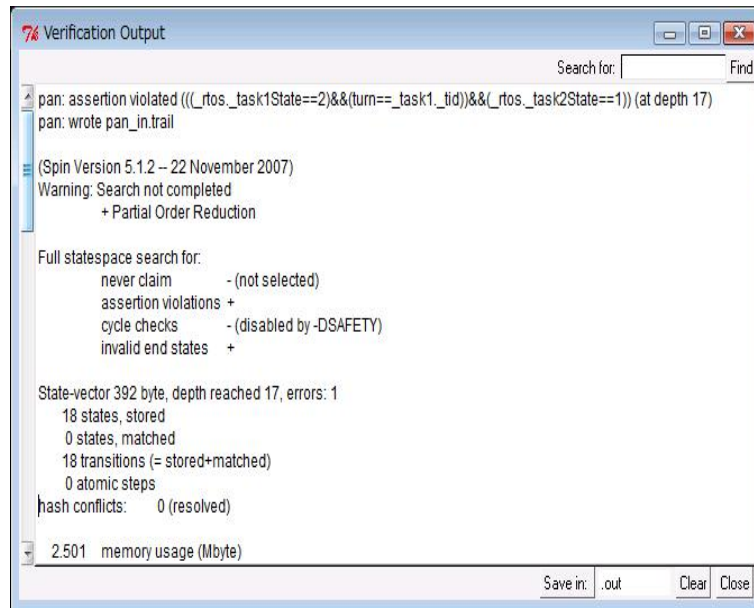 Verification Output
Search for: Find
pan: assertion violated (((_rtos._task1State==2)&&(turn==_task1._tid))&&(_rtos._task2State==1)) (at depth 17)
pan: wrote pan_in.trail
(Spin Version 5.1.2 -- 22 November 2007)
Warning: Search not completed
+ Partial Order Reduction
Full statespace search for:
never claim - (not selected)
assertion violations +
cycle checks - (disabled by -DSAFETY)
invalid end states +
State-vector 392 byte, depth reached 17, errors: 1
18 states, stored
0 states, matched
18 transitions (= stored+matched)
0 atomic steps
hash conflicts: 0 (resolved)
2.501 memory usage (Mbyte)
Save in: .out Clear Close